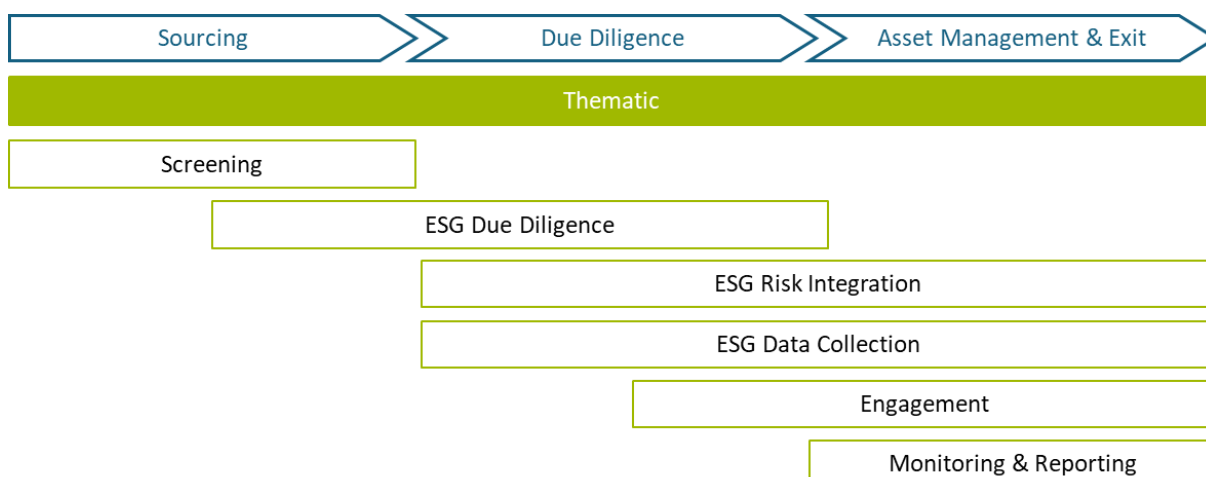 Sourcing
Due Diligence
Asset Management & Exit
Thematic
Screening
ESG Due Diligence
ESG Risk Integration
ESG Data Collection
Engagement
Monitoring & Reporting